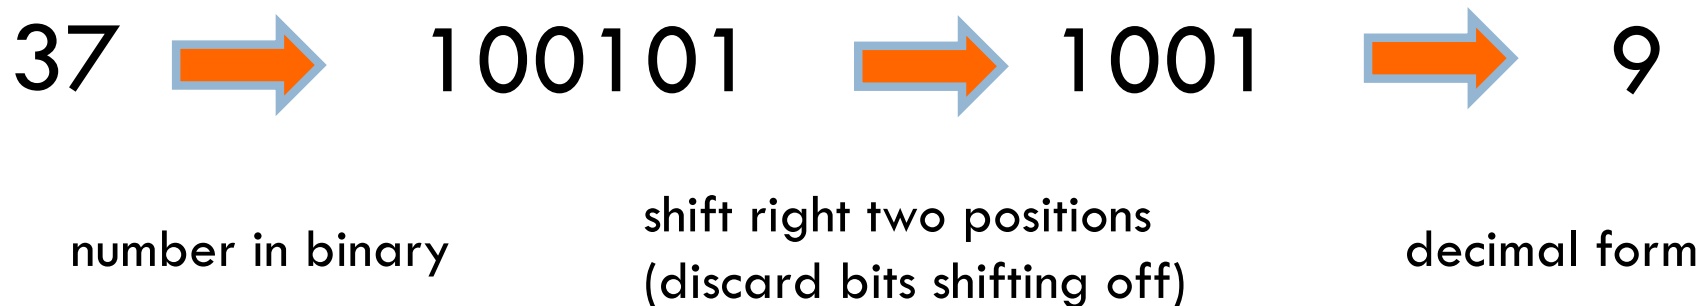 37 100101 1001 9
number in binary
shift right two positions
(discard bits shifting off)
decimal form